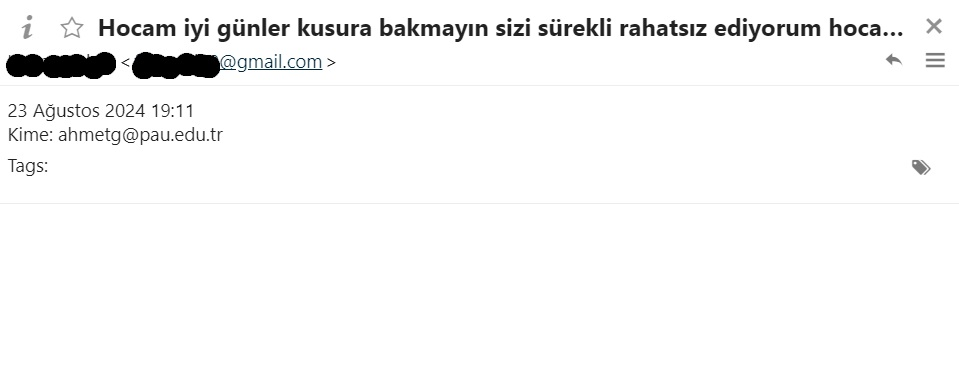 Hocam iyi günler kusura bakmayın sizi sürekli rahatsız ediyorum hoca...
< @gmail.com >
23 Ağustos 2024 19:11
Kime: ahmetg@pau.edu.tr
Tags: